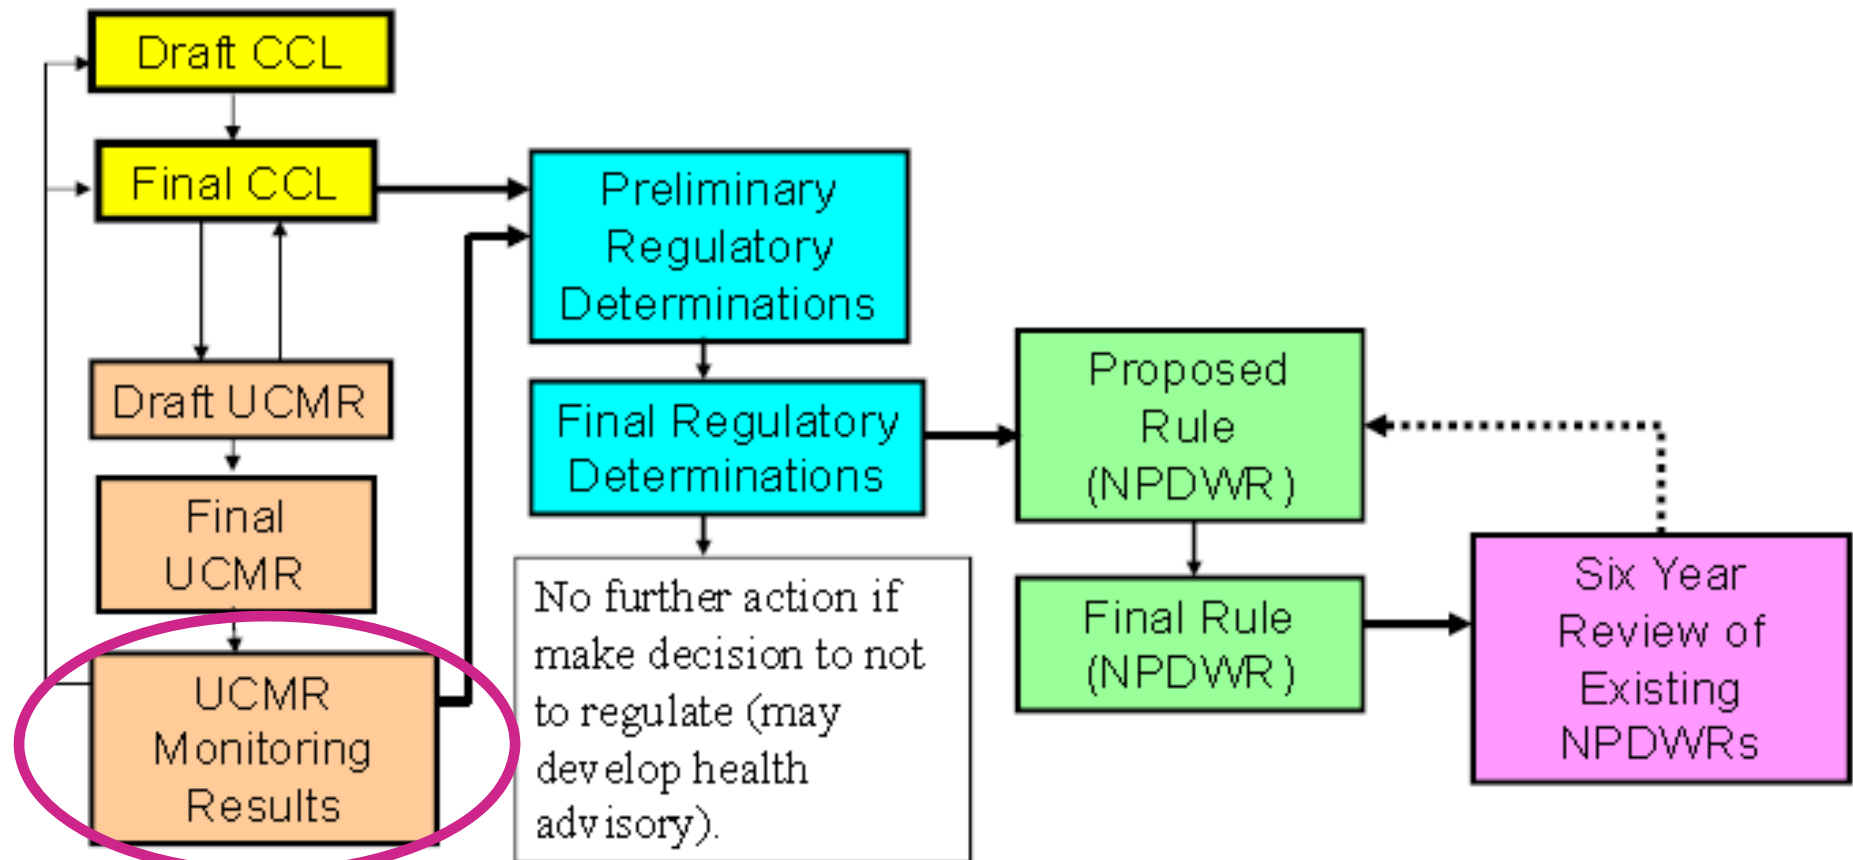 Draft CCL
Final CCL
Draft UCMR
Final
UCMR
UCMR
Monitoring
Results
Preliminary
Regulatory
Determinations
Final Regulatory
Determinations
No further action if
make decision to not
to regulate (may
develop health
advisory).
Proposed
Rule
(NPDWR)
Final Rule
(NPDWR)
Six Year
Review of
Existing
NPDWRs